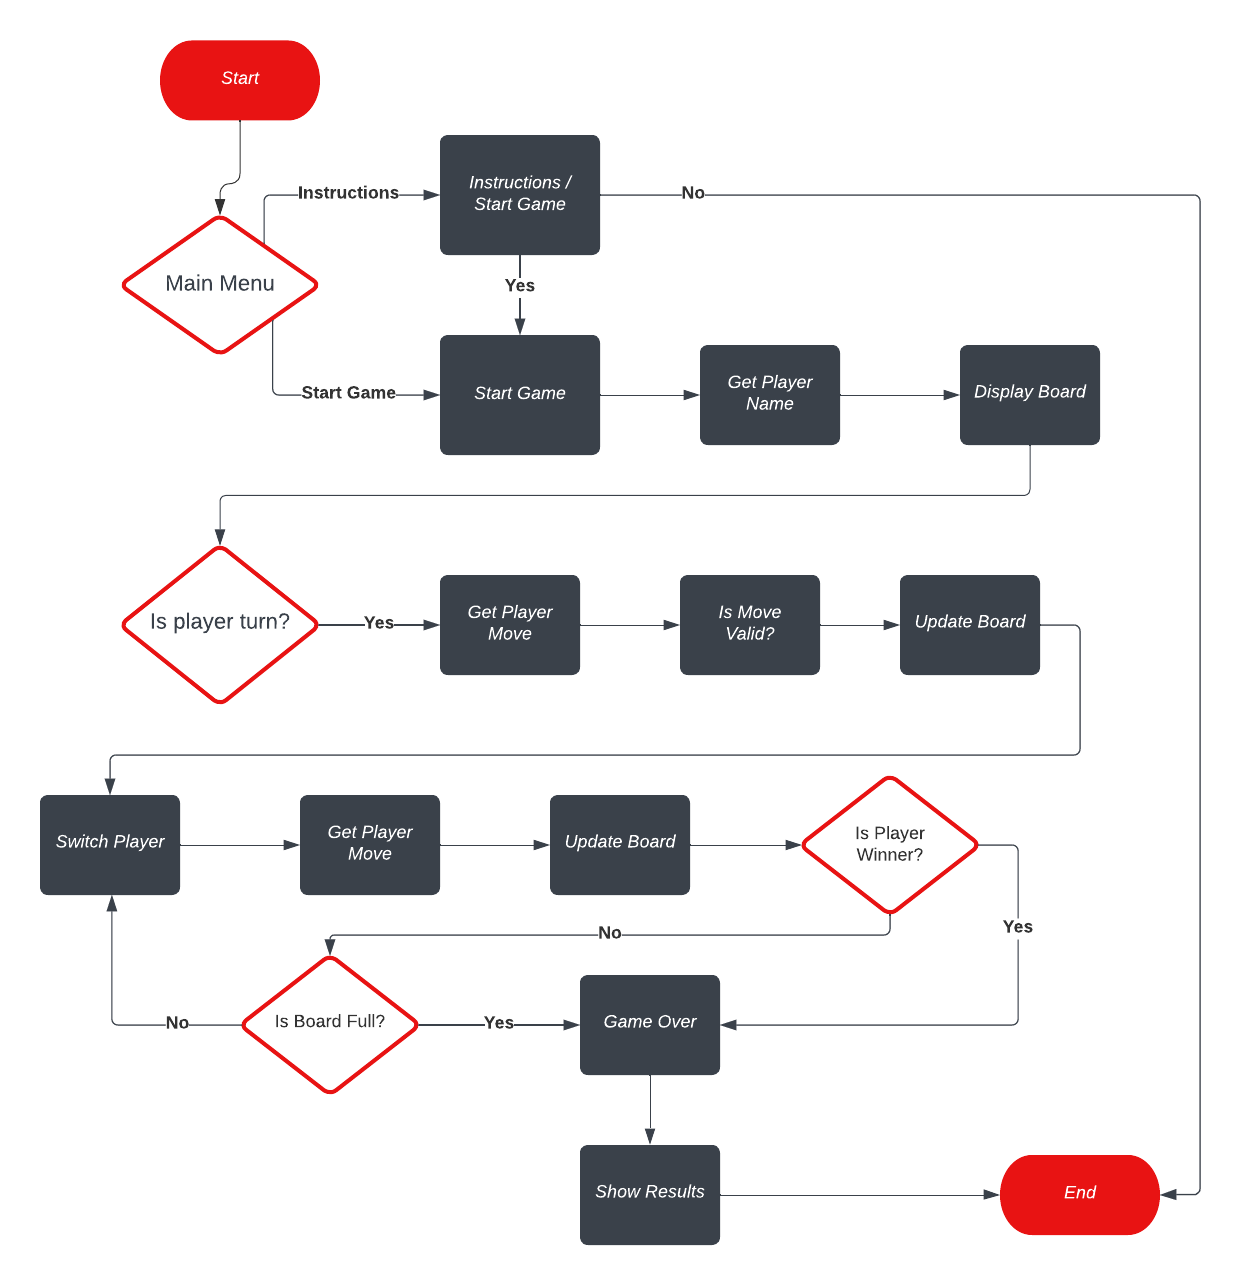 Start
Instructions
Instructions /
Start Game
No
Main Menu
Yes
Start Game
Start Game
Get Player
Name
Display Board
Is player turn?
Yes
Get Player
Move
Is Move
Valid?
Update Board
Switch Player
Get Player
Move
Update Board
Is Player
Winner?
Yes
No
Is Board Full?
No
Yes
Game Over
Show Results
End